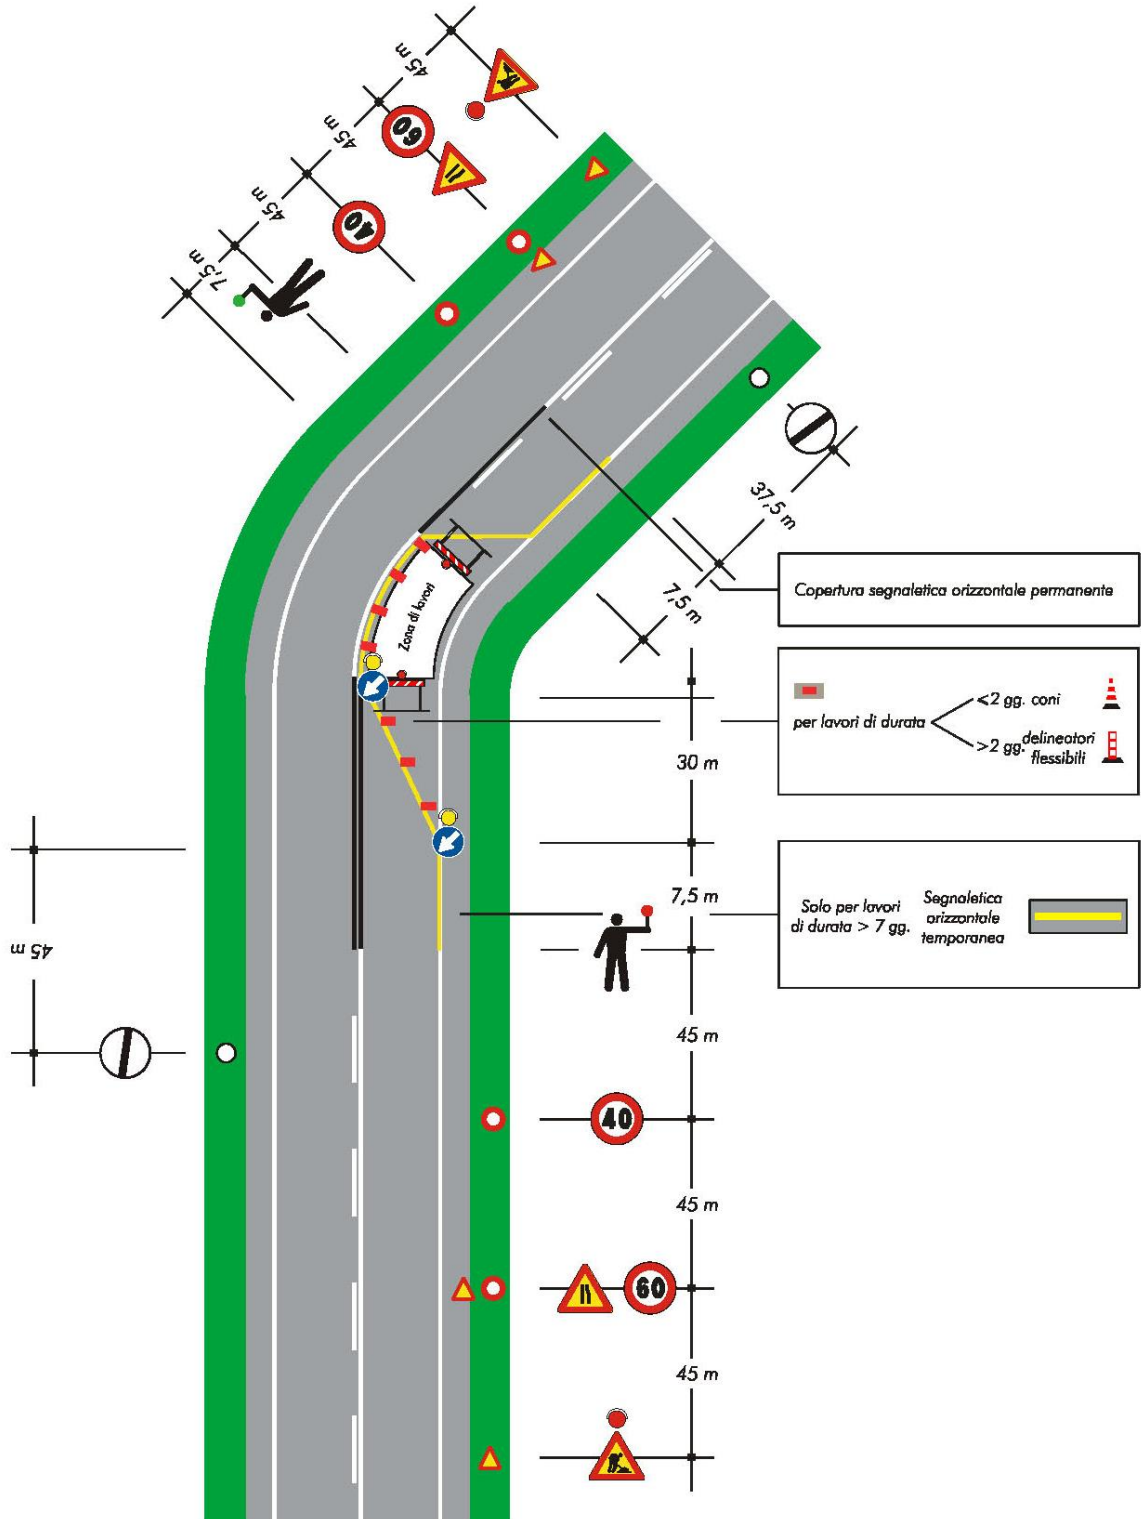 45 m
60
45 m
40
45 m
7,5 m
37,5 m
7,5 m
Copertura segnaletica orizzontale permanente
Zona di lavori
<2 gg. coni
per lavori di durata
>2 gg. delineatori
flessibili
30 m
7,5 m
Solo per lavori
di durata > 7 gg.
Segnaletica
orizzontale
temporanea
45 m
45 m
40
45 m
60
45 m